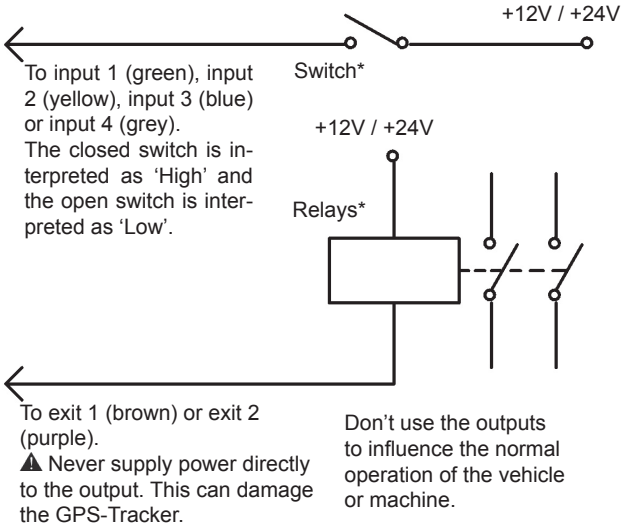 +12V / +24V
To input 1 (green), input
2 (yellow), input 3 (blue)
or input 4 (grey).
The closed switch is in-
terpreted as ‘High’ and
the open switch is inter-
preted as ‘Low’.
Switch*
+12V / +24V
Relays*
To exit 1 (brown) or exit 2
(purple).
⚠ Never supply power directly
to the output. This can damage
the GPS-Tracker.
Don’t use the outputs
to influence the normal
operation of the vehicle
or machine.